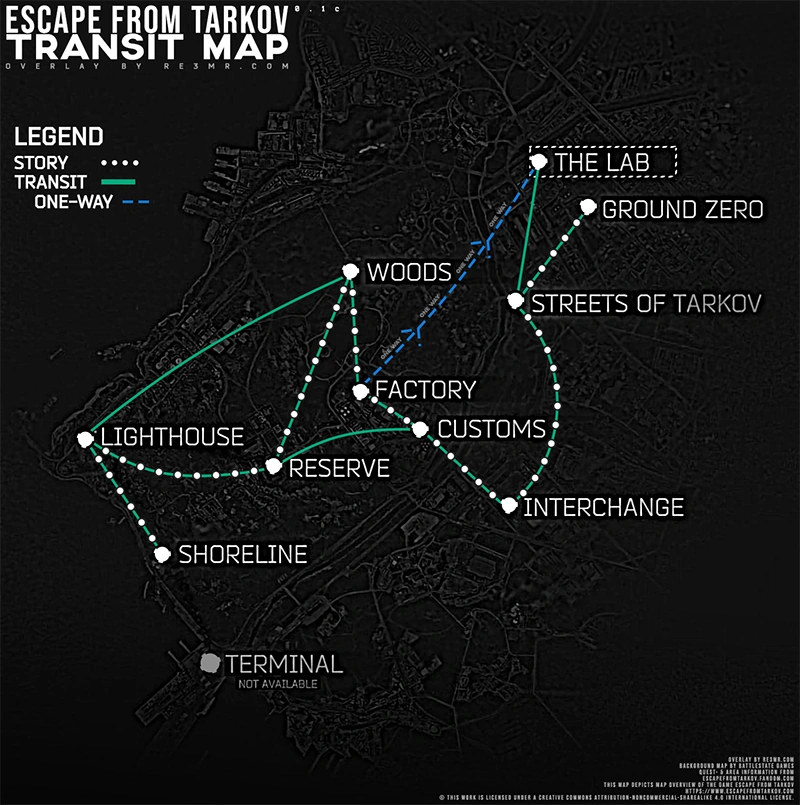 ESCAPE FROM TARKOV 0.1c
TRANSIT MAP
OVERLAY BY RE3MR.COM
LEGEND
STORY
TRANSIT
ONE-WAY
THE LAB
GROUND ZERO
ONE WAY
ONE WAY
WOODS
STREETS OF TARKOV
ONE WAY
ONE WAY
FACTORY
CUSTOMS
LIGHTHOUSE
RESERVE
INTERCHANGE
SHORELINE
TERMINAL
NOT AVAILABLE
OVERLAY BY RE3MR.COM
BACKGROUND MAP BY BATTLESTATE GAMES
QUEST- & AREA INFORMATION FROM
ESCAPEFROMTARKOV.FANDOM.COM
THIS MAP DEPICTS MAP OVERVIEW OF THE GAME ESCAPE FROM TARKOV
HTTPS://WWW.ESCAPEFROMTARKOV.COM
© THIS WORK IS LICENSED UNDER A CREATIVE COMMONS ATTRIBUTION-NONCOMMERCIAL-SHAREALIKE 4.0 INTERNATIONAL LICENSE.